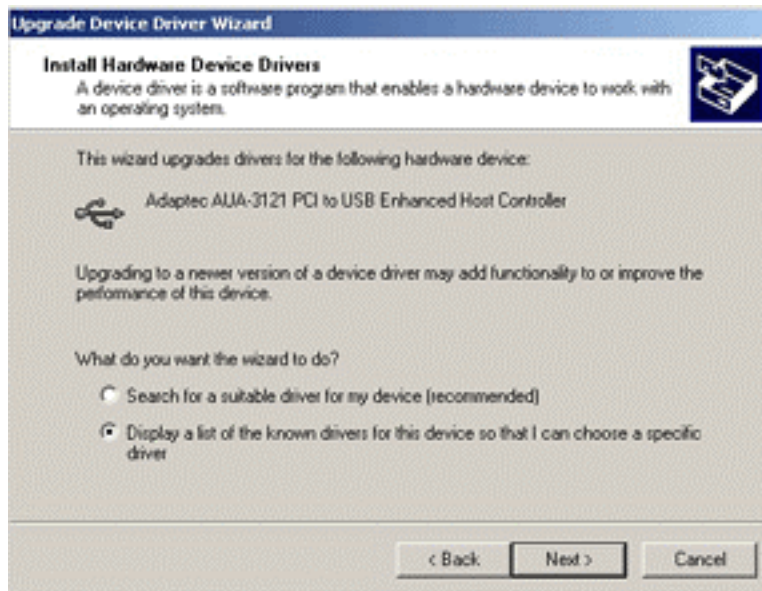 Upgrade Device Driver Wizard
Install Hardware Device Drivers
A device driver is a software program that enables a hardware device to work with
an operating system.
This wizard upgrades drivers for the following hardware device:
Adaptec AUA-3121 PCI to USB Enhanced Host Controller
Upgrading to a newer version of a device driver may add functionality to or improve the
performance of this device.
What do you want the wizard to do?
Search for a suitable driver for my device (recommended)
Display a list of the known drivers for this device so that I can choose a specific
driver
< Back Next > Cancel